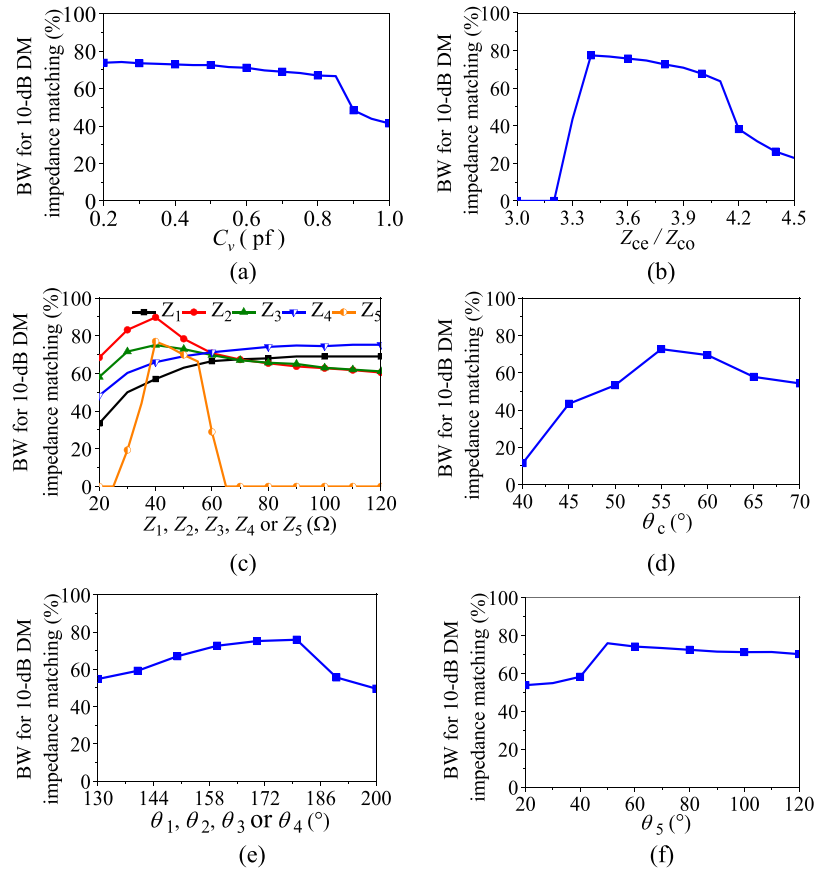 BW for 10-dB DM
impedance matching (%)
100
80
60
40
20
0
0.2 0.4 0.6 0.8 1.0
C_v ( pf )
(a)
BW for 10-dB DM
impedance matching (%)
100
80
60
40
20
0
3.0 3.3 3.6 3.9 4.2 4.5
Z_ce / Z_co
(b)
BW for 10-dB DM
impedance matching (%)
100
80
60
40
20
0
Z_1 Z_2 Z_3 Z_4 Z_5
20 40 60 80 100 120
Z_1, Z_2, Z_3, Z_4 or Z_5 (Ω)
(c)
BW for 10-dB DM
impedance matching (%)
100
80
60
40
20
0
40 45 50 55 60 65 70
θ_c (°)
(d)
BW for 10-dB DM
impedance matching (%)
100
80
60
40
20
0
130 144 158 172 186 200
θ_1, θ_2, θ_3 or θ_4 (°)
(e)
BW for 10-dB DM
impedance matching (%)
100
80
60
40
20
0
20 40 60 80 100 120
θ_5 (°)
(f)